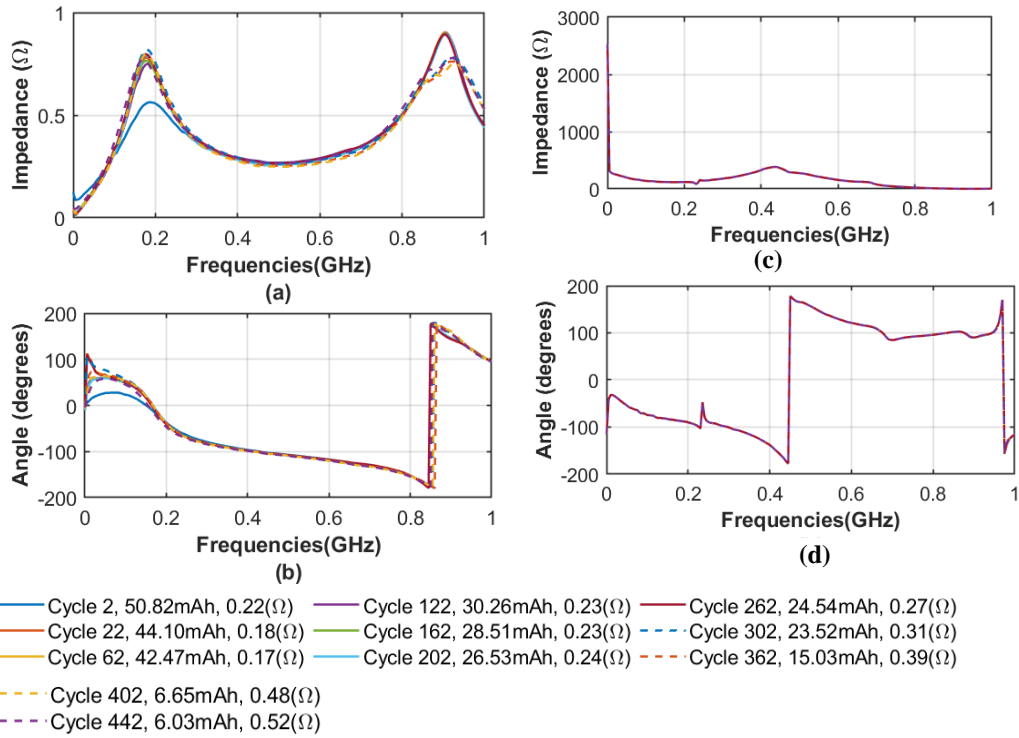 1
0.5
0
Impedance (Ω)
0 0.2 0.4 0.6 0.8 1
Frequencies(GHz)
(a)
3000
2000
1000
0
Impedance (Ω)
0 0.2 0.4 0.6 0.8 1
Frequencies(GHz)
(c)
200
100
0
-100
-200
Angle (degrees)
0 0.2 0.4 0.6 0.8 1
Frequencies(GHz)
(b)
200
100
0
-100
-200
Angle (degrees)
0 0.2 0.4 0.6 0.8 1
Frequencies(GHz)
(d)
Cycle 2, 50.82mAh, 0.22(Ω) Cycle 122, 30.26mAh, 0.23(Ω) Cycle 262, 24.54mAh, 0.27(Ω)
Cycle 22, 44.10mAh, 0.18(Ω) Cycle 162, 28.51mAh, 0.23(Ω) Cycle 302, 23.52mAh, 0.31(Ω)
Cycle 62, 42.47mAh, 0.17(Ω) Cycle 202, 26.53mAh, 0.24(Ω) Cycle 362, 15.03mAh, 0.39(Ω)
Cycle 402, 6.65mAh, 0.48(Ω)
Cycle 442, 6.03mAh, 0.52(Ω)